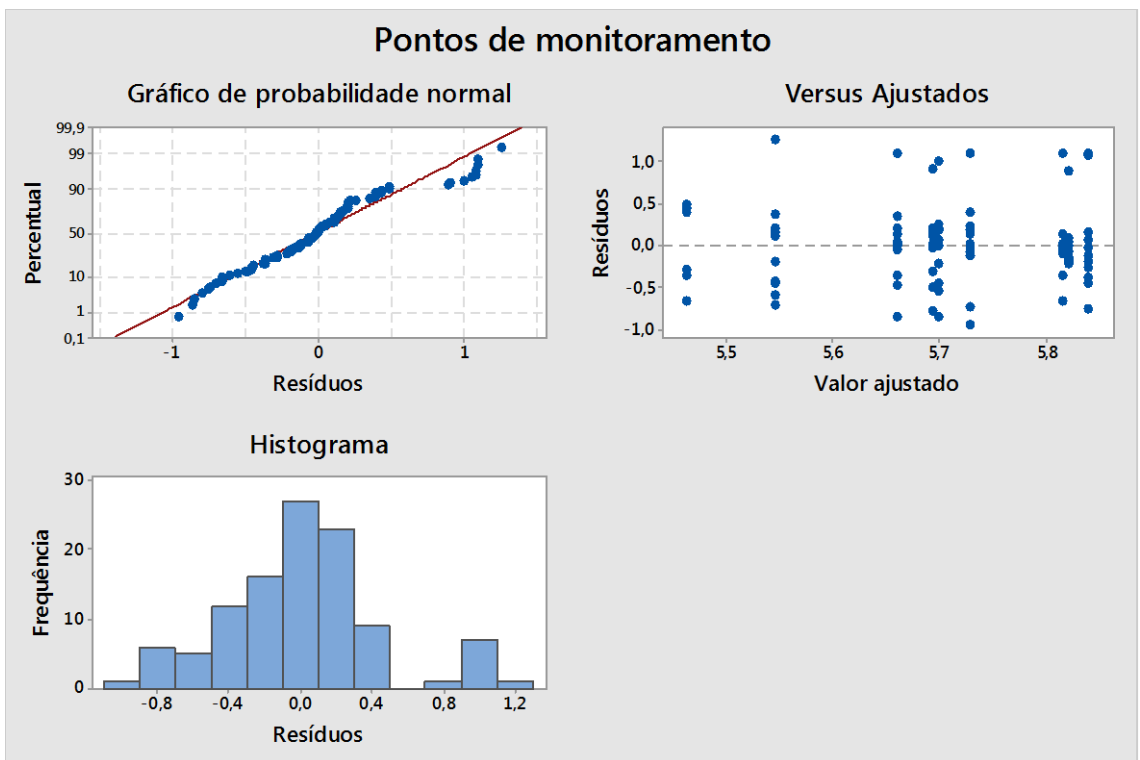 Pontos de monitoramento
Gráfico de probabilidade normal
99,9
99
90
50
10
1
0,1
Percentual
-1 0 1
Resíduos
Versus Ajustados
1,0
0,5
0,0
-0,5
-1,0
Resíduos
5,5 5,6 5,7 5,8
Valor ajustado
Histograma
30
20
10
0
Frequência
-0,8 -0,4 0,0 0,4 0,8 1,2
Resíduos